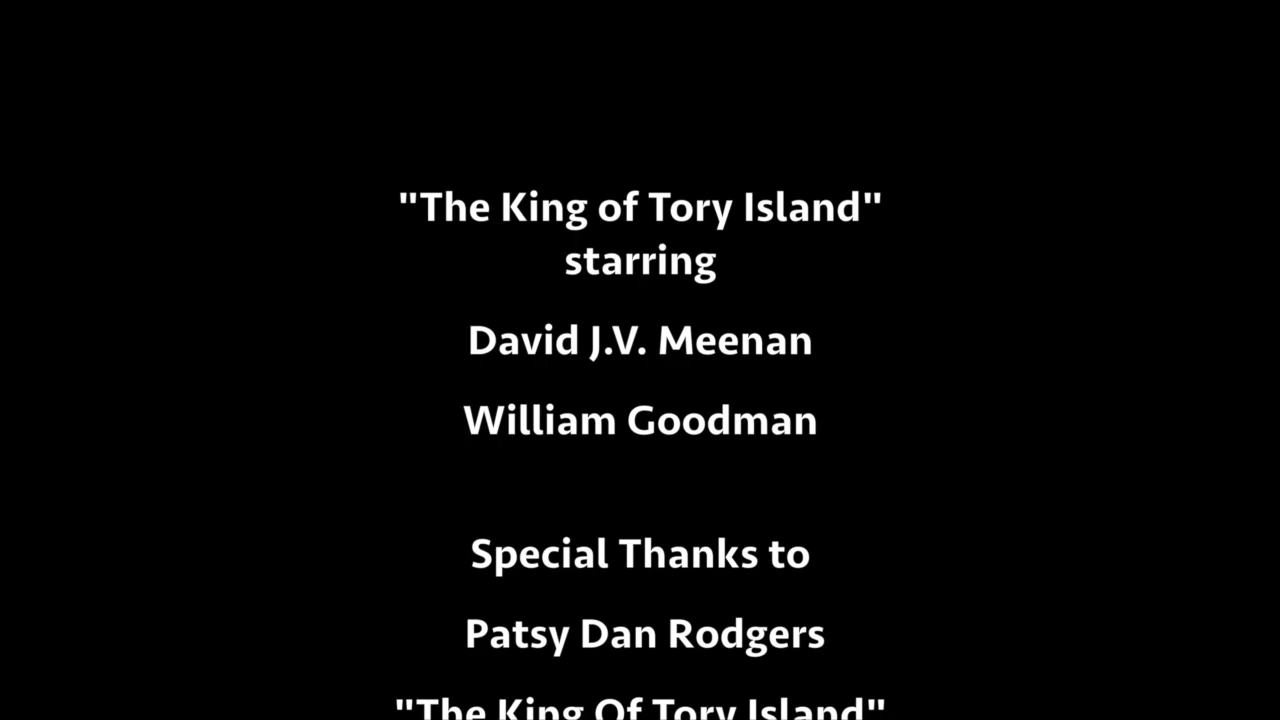 "The King of Tory Island"
starring
David J.V. Meenan
William Goodman
Special Thanks to
Patsy Dan Rodgers
"The King Of Tory Island"